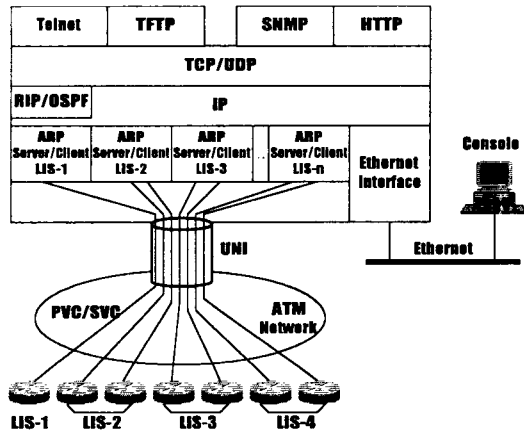 Telnet TFTP SNMP HTTP
TCP/UDP
RIP/OSPF IP
ARP Server/Client LIS-1
ARP Server/Client LIS-2
ARP Server/Client LIS-3
ARP Server/Client LIS-n
Ethernet Interface
Console
UNI
Ethernet
PVC/SVC
ATM Network
LIS-1 LIS-2 LIS-3 LIS-4